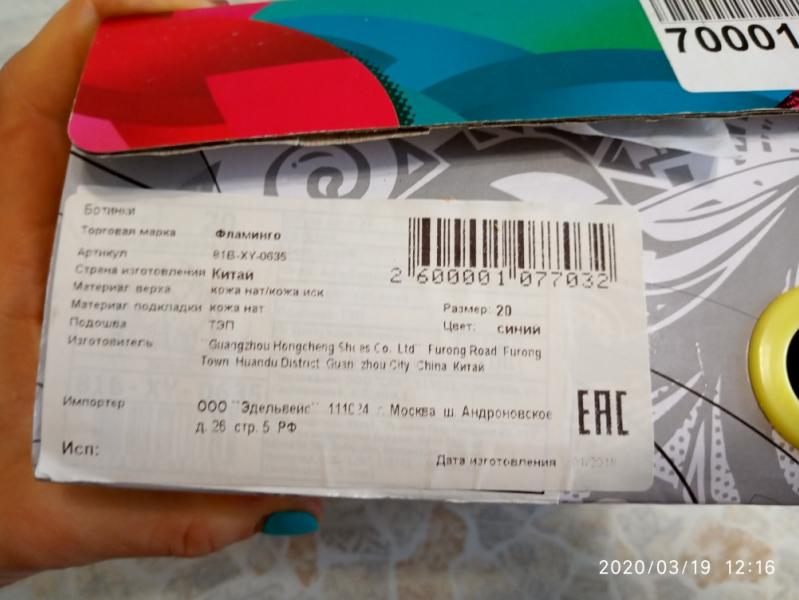 70001
Ботинки
Торговая марка Фламинго
Артикул 81B-XY-0635
Страна изготовления Китай
Материал верха кожа нат/кожа иск
Материал подкладки кожа нат
Подошва ТЭП
Изготовитель "Guangzhou Hongcheng Shoes Co. Ltd" Furong Road Furong
Town Huandu District Guan zhou City China Китай
2 600001 077032
Размер: 20
Цвет: синий
Импортер ООО "Эдельвейс" г. Москва ш. Андроновское
д. 26 стр. 5 РФ
EAC
Исп:
Дата изготовления
2020/03/19 12:16